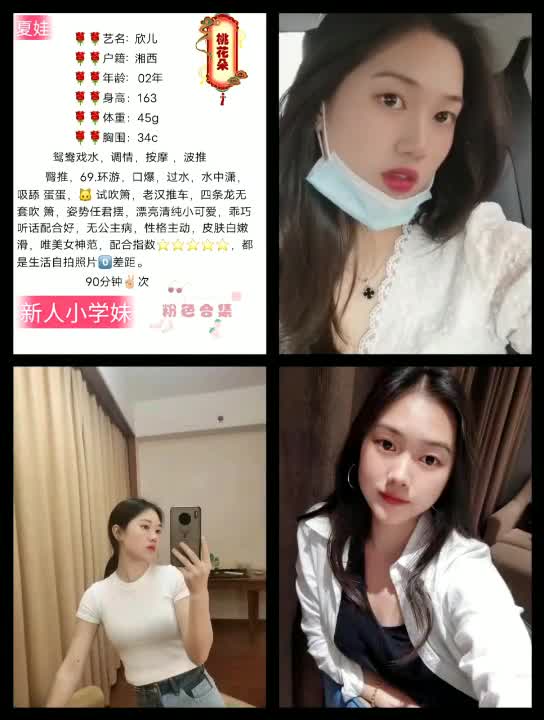 夏娃
桃花朵
🌹🌹艺名：欣儿
🌹🌹户籍：湘西
🌹🌹年龄：02年
🌹🌹身高：163
🌹🌹体重：45g
🌹🌹胸围：34c
鸳鸯戏水，调情，按摩 ，波推
臀推，69.环游，口爆，过水，水中潇，
吸舔 蛋蛋，🐱 试吹箫，老汉推车，四条龙无
套吹 箫，姿势任君摆，漂亮清纯小可爱，乖巧
听话配合好，无公主病，性格主动，皮肤白嫩
滑，唯美女神范，配合指数⭐⭐⭐⭐⭐，都
是生活自拍照片0️⃣差距。
90分钟✌🏻次
新人小学妹
粉色合集